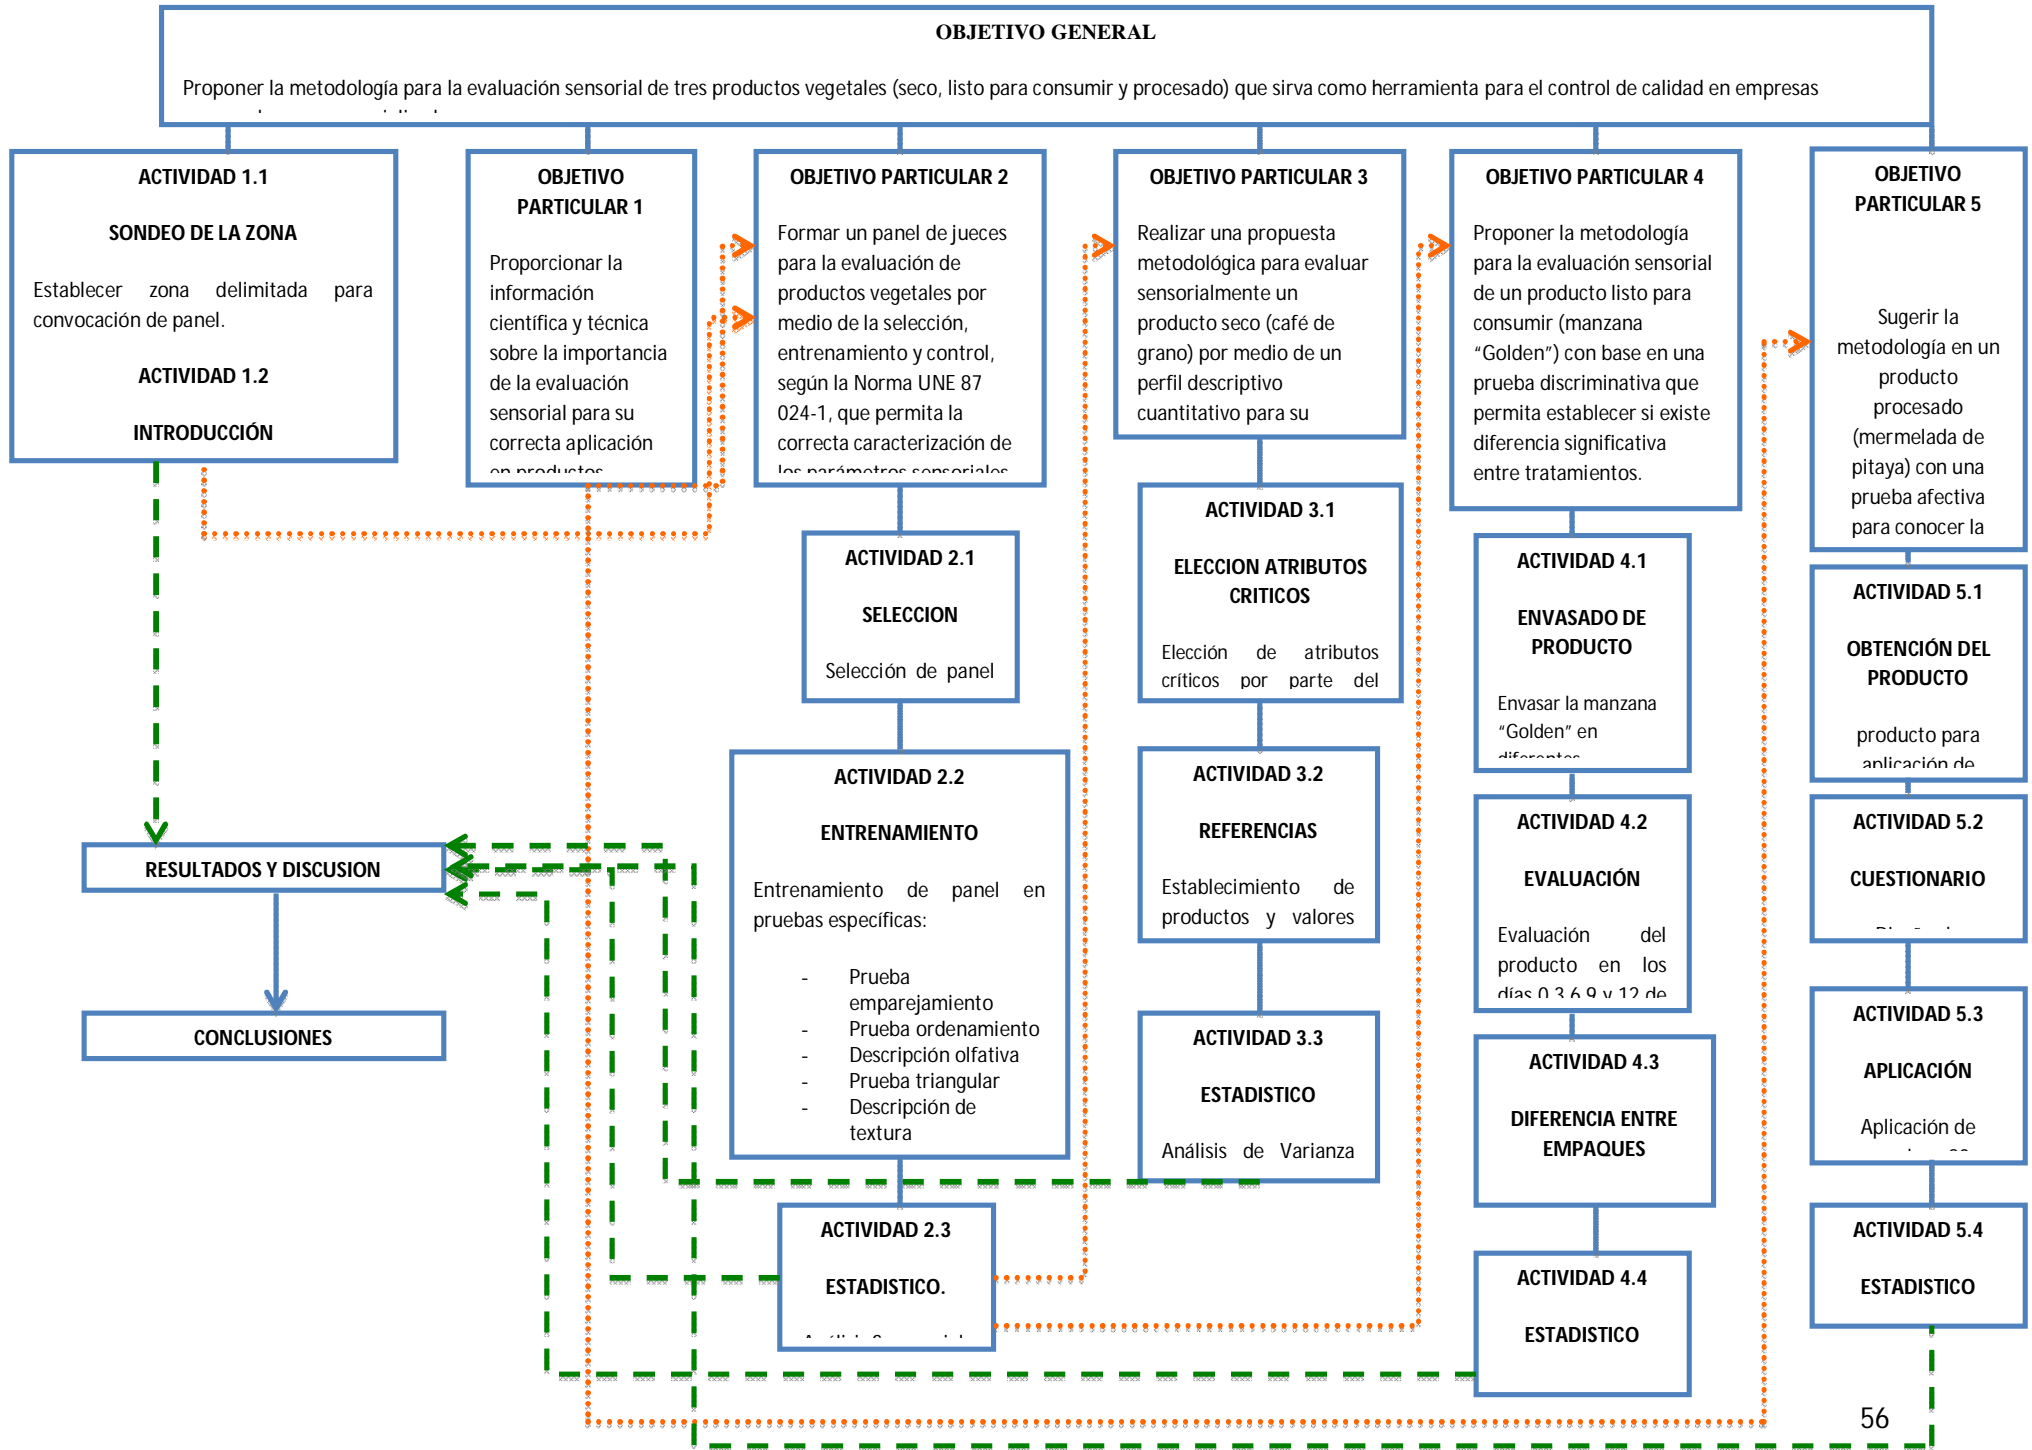 OBJETIVO GENERAL
Proponer la metodología para la evaluación sensorial de tres productos vegetales (seco, listo para consumir y procesado) que sirva como herramienta para el control de calidad en empresas
ACTIVIDAD 1.1
SONDEO DE LA ZONA
Establecer zona delimitada para
convocación de panel.
ACTIVIDAD 1.2
INTRODUCCIÓN
OBJETIVO
PARTICULAR 1
Proporcionar la
información
científica y técnica
sobre la importancia
de la evaluación
sensorial para su
correcta aplicación
en productos
OBJETIVO PARTICULAR 2
Formar un panel de jueces
para la evaluación de
productos vegetales por
medio de la selección,
entrenamiento y control,
según la Norma UNE 87
024-1, que permita la
correcta caracterización de
los parámetros sensoriales
ACTIVIDAD 2.1
SELECCION
Selección de panel
ACTIVIDAD 2.2
ENTRENAMIENTO
Entrenamiento de panel en
pruebas específicas:
- Prueba
emparejamiento
- Prueba ordenamiento
- Descripción olfativa
- Prueba triangular
- Descripción de
textura
ACTIVIDAD 2.3
ESTADISTICO.
OBJETIVO PARTICULAR 3
Realizar una propuesta
metodológica para evaluar
sensorialmente un
producto seco (café de
grano) por medio de un
perfil descriptivo
cuantitativo para su
ACTIVIDAD 3.1
ELECCION ATRIBUTOS
CRITICOS
Elección de atributos
críticos por parte del
ACTIVIDAD 3.2
REFERENCIAS
Establecimiento de
productos y valores
ACTIVIDAD 3.3
ESTADISTICO
Análisis de Varianza
OBJETIVO PARTICULAR 4
Proponer la metodología
para la evaluación sensorial
de un producto listo para
consumir (manzana
“Golden”) con base en una
prueba discriminativa que
permita establecer si existe
diferencia significativa
entre tratamientos.
ACTIVIDAD 4.1
ENVASADO DE
PRODUCTO
Envasar la manzana
“Golden” en
diferentes
ACTIVIDAD 4.2
EVALUACIÓN
Evaluación del
producto en los
días 0,3,6,9 y 12 de
ACTIVIDAD 4.3
DIFERENCIA ENTRE
EMPAQUES
ACTIVIDAD 4.4
ESTADISTICO
OBJETIVO
PARTICULAR 5
Sugerir la
metodología en un
producto
procesado
(mermelada de
pitaya) con una
prueba afectiva
para conocer la
ACTIVIDAD 5.1
OBTENCIÓN DEL
PRODUCTO
producto para
aplicación de
ACTIVIDAD 5.2
CUESTIONARIO
ACTIVIDAD 5.3
APLICACIÓN
Aplicación de
ACTIVIDAD 5.4
ESTADISTICO
RESULTADOS Y DISCUSION
CONCLUSIONES
56